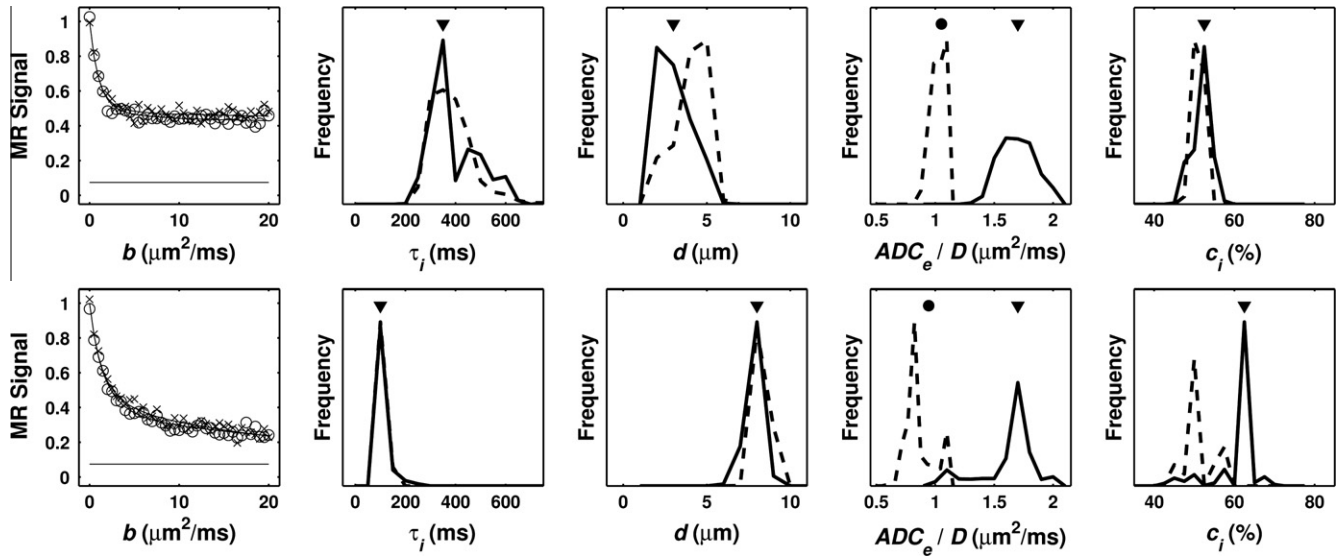 MR Signal
1
0.8
0.6
0.4
0.2
0
0 10 20
b (μm²/ms)
Frequency
0 200 400 600
τᵢ (ms)
Frequency
0 5 10
d (μm)
Frequency
0.5 1 1.5 2
ADCₑ / D (μm²/ms)
Frequency
40 60 80
cᵢ (%)
MR Signal
1
0.8
0.6
0.4
0.2
0
0 10 20
b (μm²/ms)
Frequency
0 200 400 600
τᵢ (ms)
Frequency
0 5 10
d (μm)
Frequency
0.5 1 1.5 2
ADCₑ / D (μm²/ms)
Frequency
40 60 80
cᵢ (%)